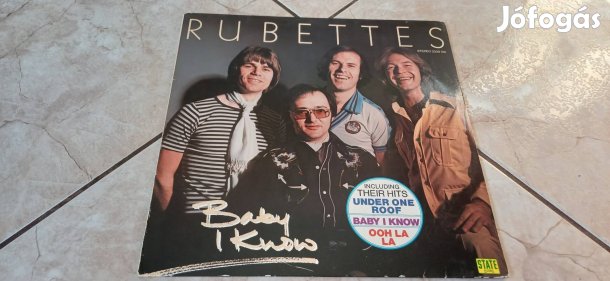 Jófogás
RUBETTES
INCLUDING
THEIR HITS
UNDER ONE
ROOF
BABY I KNOW
OOH LA
LA
Baby
I Know
STATE